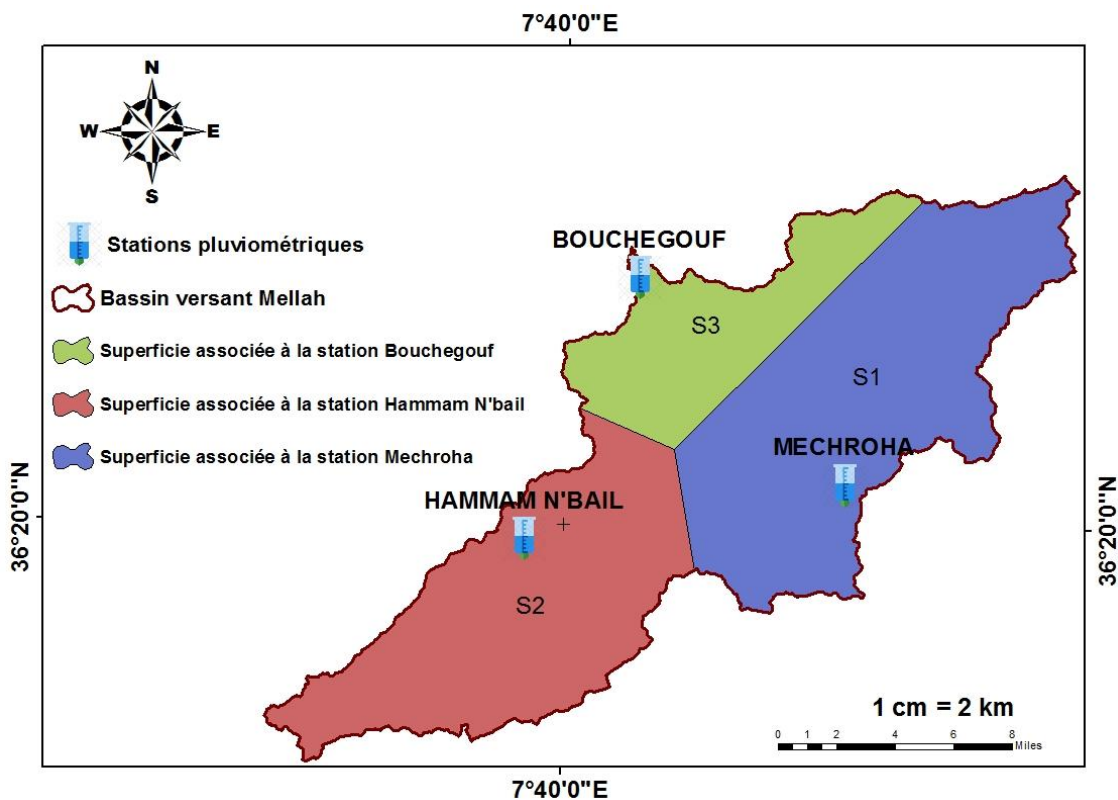 7°40'0"E
N
W E
S
Stations pluviométriques
BOUCHEGOUF
Bassin versant Mellah
S3
Superficie associée à la station Bouchegouf
S1
Superficie associée à la station Hammam N'bail
Superficie associée à la station Mechroha
MECHROHA
HAMMAM N'BAIL
36°20'0"N
36°20'0"N
S2
1 cm = 2 km
0 1 2 4 6 8
Miles
7°40'0"E